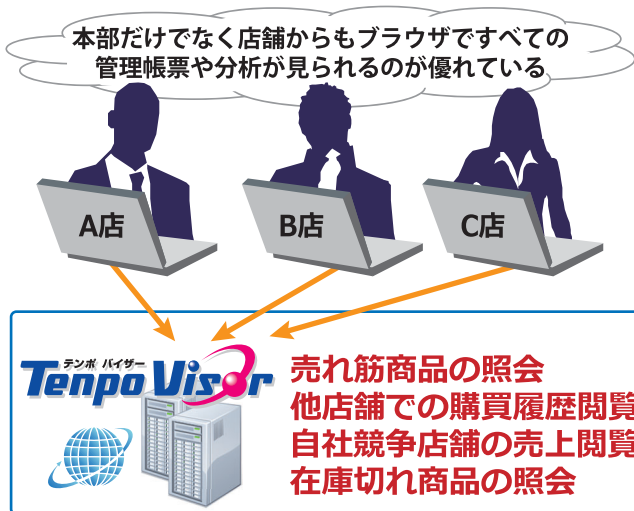 本部だけでなく店舗からもブラウザですべての
管理帳票や分析が見られるのが優れている
A店
B店
C店
テンポ バイザー
Tenpo Visor
売れ筋商品の照会
他店舗での購買履歴閲覧
自社競争店舗の売上閲覧
在庫切れ商品の照会